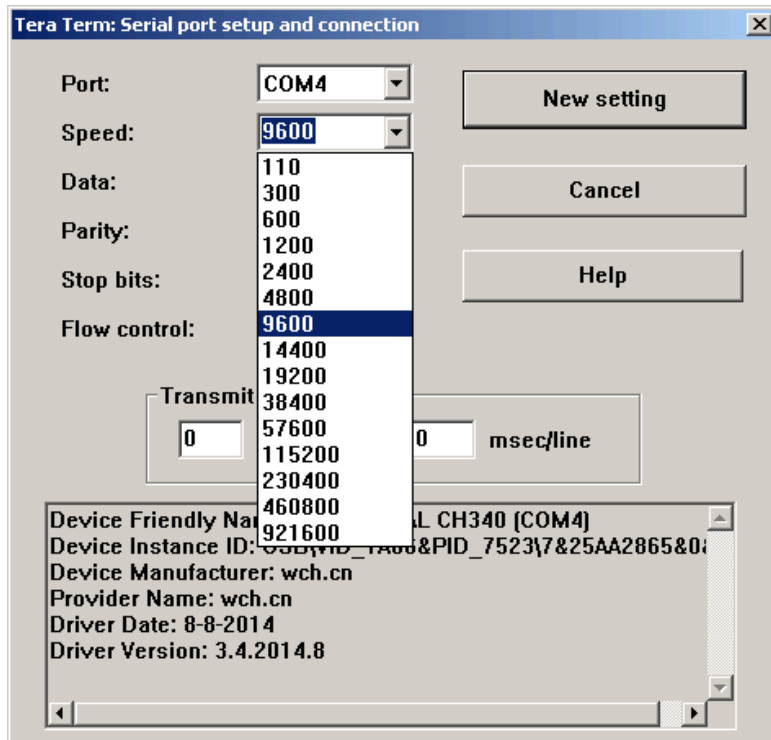 Tera Term: Serial port setup and connection
Port:
COM4
New setting
Speed:
9600
110
300
600
1200
2400
4800
9600
14400
19200
38400
57600
115200
230400
460800
921600
Data:
Cancel
Parity:
Stop bits:
Help
Flow control:
Transmit
0
0
msec/line
Device Friendly L CH340 (COM4)
Device Instance ID:
Device Manufacturer: wch.cn
Provider Name: wch.cn
Driver Date: 8-8-2014
Driver Version: 3.4.2014.8